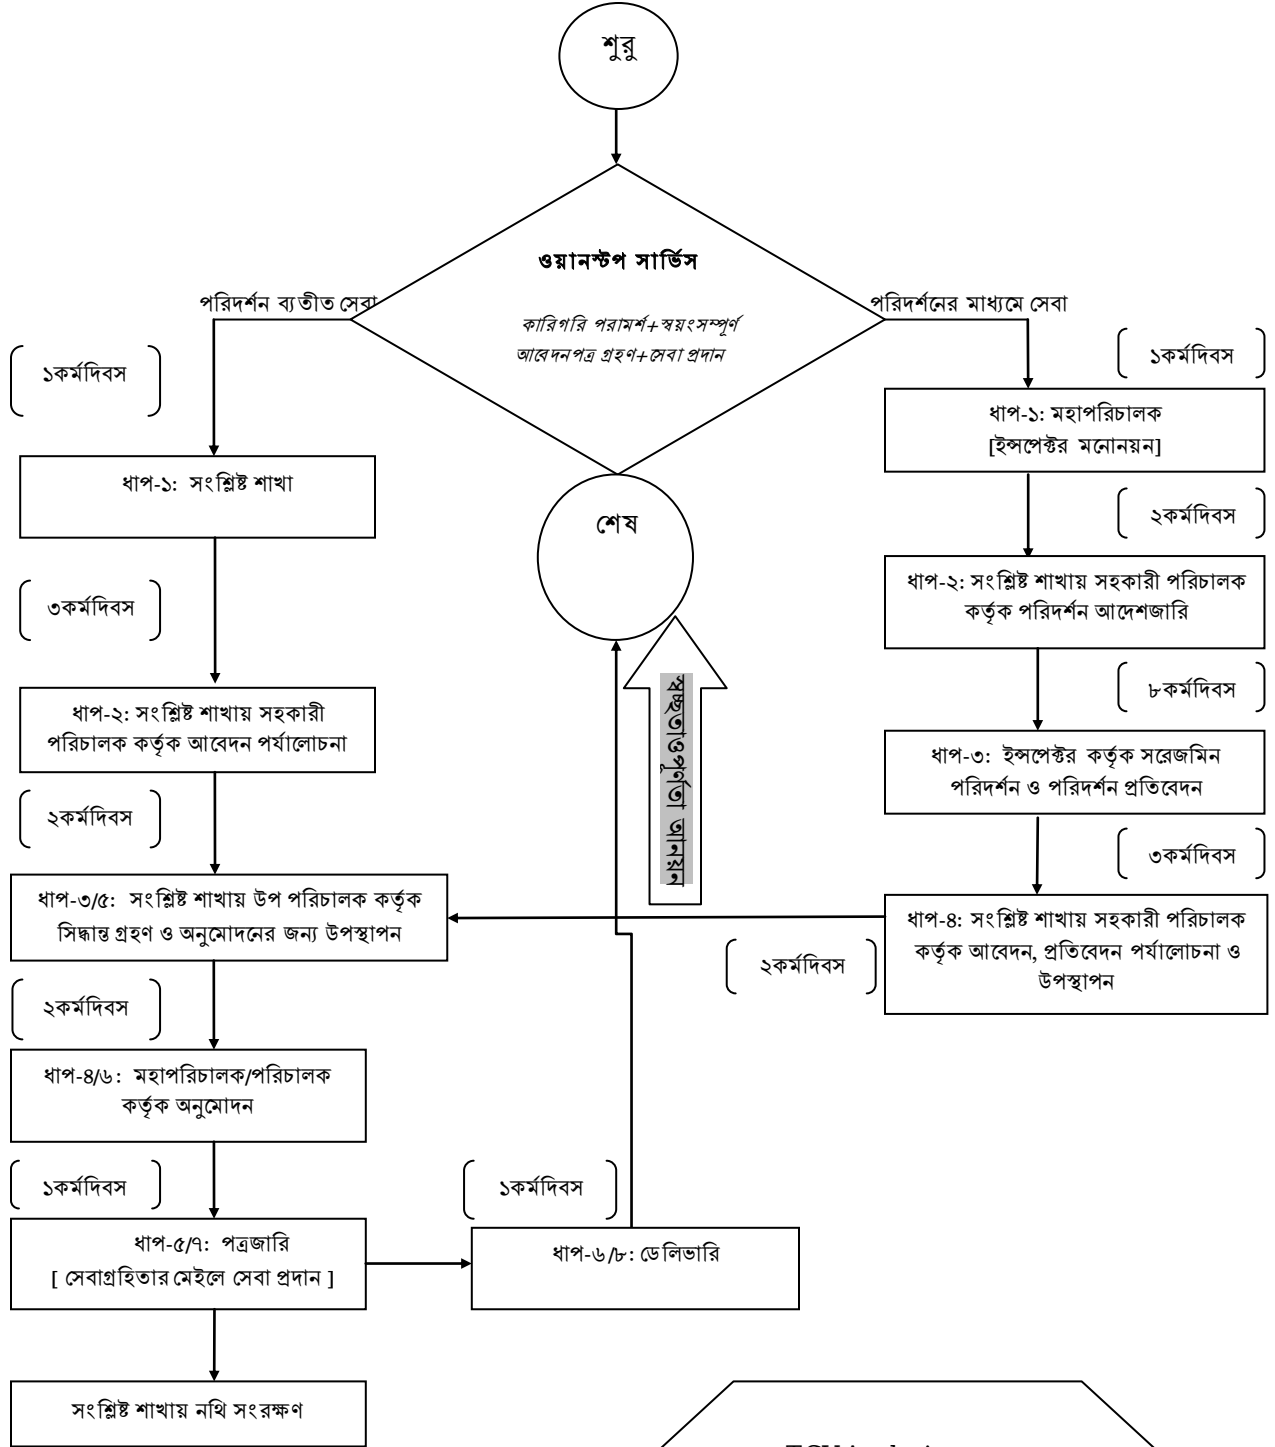 শুরু
ওয়ানস্টপ সার্ভিস
কারিগরি পরামর্শ+স্বয়ংসম্পূর্ণ
আবেদনপত্র গ্রহণ+সেবা প্রদান
পরিদর্শন ব্যতীত সেবা
পরিদর্শনের মাধ্যমে সেবা
১কর্মদিবস
ধাপ-১: সংশ্লিষ্ট শাখা
৩কর্মদিবস
ধাপ-২: সংশ্লিষ্ট শাখায় সহকারী
পরিচালক কর্তৃক আবেদন পর্যালোচনা
২কর্মদিবস
ধাপ-৩/৫: সংশ্লিষ্ট শাখায় উপ পরিচালক কর্তৃক
সিদ্ধান্ত গ্রহণ ও অনুমোদনের জন্য উপস্থাপন
২কর্মদিবস
ধাপ-৪/৬: মহাপরিচালক/পরিচালক
কর্তৃক অনুমোদন
১কর্মদিবস
ধাপ-৫/৭: পত্রজারি
[ সেবাগ্রহিতার মেইলে সেবা প্রদান ]
সংশ্লিষ্ট শাখায় নথি সংরক্ষণ
শেষ
স্বচ্ছতাওপূর্ণতা আনয়ন
১কর্মদিবস
ধাপ-৬/৮: ডেলিভারি
১কর্মদিবস
ধাপ-১: মহাপরিচালক
[ইন্সপেক্টর মনোনয়ন]
২কর্মদিবস
ধাপ-২: সংশ্লিষ্ট শাখায় সহকারী পরিচালক
কর্তৃক পরিদর্শন আদেশজারি
৮কর্মদিবস
ধাপ-৩: ইন্সপেক্টর কর্তৃক সরেজমিন
পরিদর্শন ও পরিদর্শন প্রতিবেদন
৩কর্মদিবস
ধাপ-৪: সংশ্লিষ্ট শাখায় সহকারী পরিচালক
কর্তৃক আবেদন, প্রতিবেদন পর্যালোচনা ও
উপস্থাপন
২কর্মদিবস